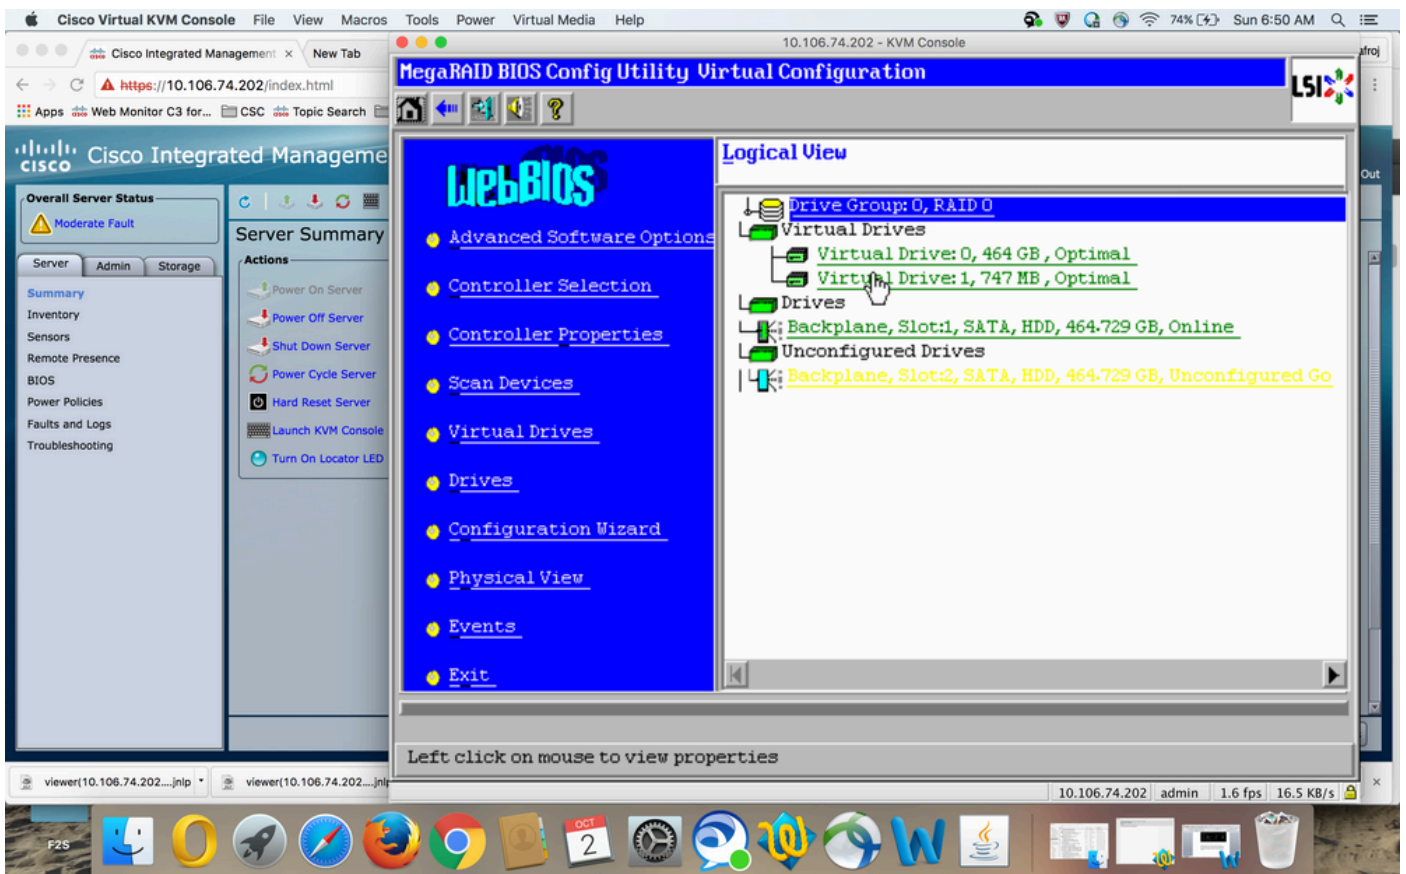 Cisco Virtual KVM Console File View Macros Tools Power Virtual Media Help 74% Sun 6:50 AM
Cisco Integrated Management × New Tab
https://10.106.74.202/index.html
Apps Web Monitor C3 for... CSC Topic Search
CISCO Cisco Integrated Manageme
Out
Overall Server Status
Moderate Fault
Server Admin Storage
Summary
Inventory
Sensors
Remote Presence
BIOS
Power Policies
Faults and Logs
Troubleshooting
Server Summary
Actions
Power On Server
Power Off Server
Shut Down Server
Power Cycle Server
Hard Reset Server
Launch KVM Console
Turn On Locator LED
10.106.74.202 - KVM Console
MegaRAID BIOS Config Utility Virtual Configuration
LSI
WebBIOS
Advanced Software Options
Controller Selection
Controller Properties
Scan Devices
Virtual Drives
Drives
Configuration Wizard
Physical View
Events
Exit
Logical View
Drive Group: 0, RAID 0
Virtual Drives
Virtual Drive: 0, 464 GB, Optimal
Virtual Drive: 1, 747 MB, Optimal
Drives
Backplane, Slot:1, SATA, HDD, 464.729 GB, Online
Unconfigured Drives
Backplane, Slot:2, SATA, HDD, 464.729 GB, Unconfigured Go
Left click on mouse to view properties
10.106.74.202 admin 1.6 fps 16.5 KB/s
viewer(10.106.74.202....jnlp viewer(10.106.74.202....jnlp
F2S
OCT
2